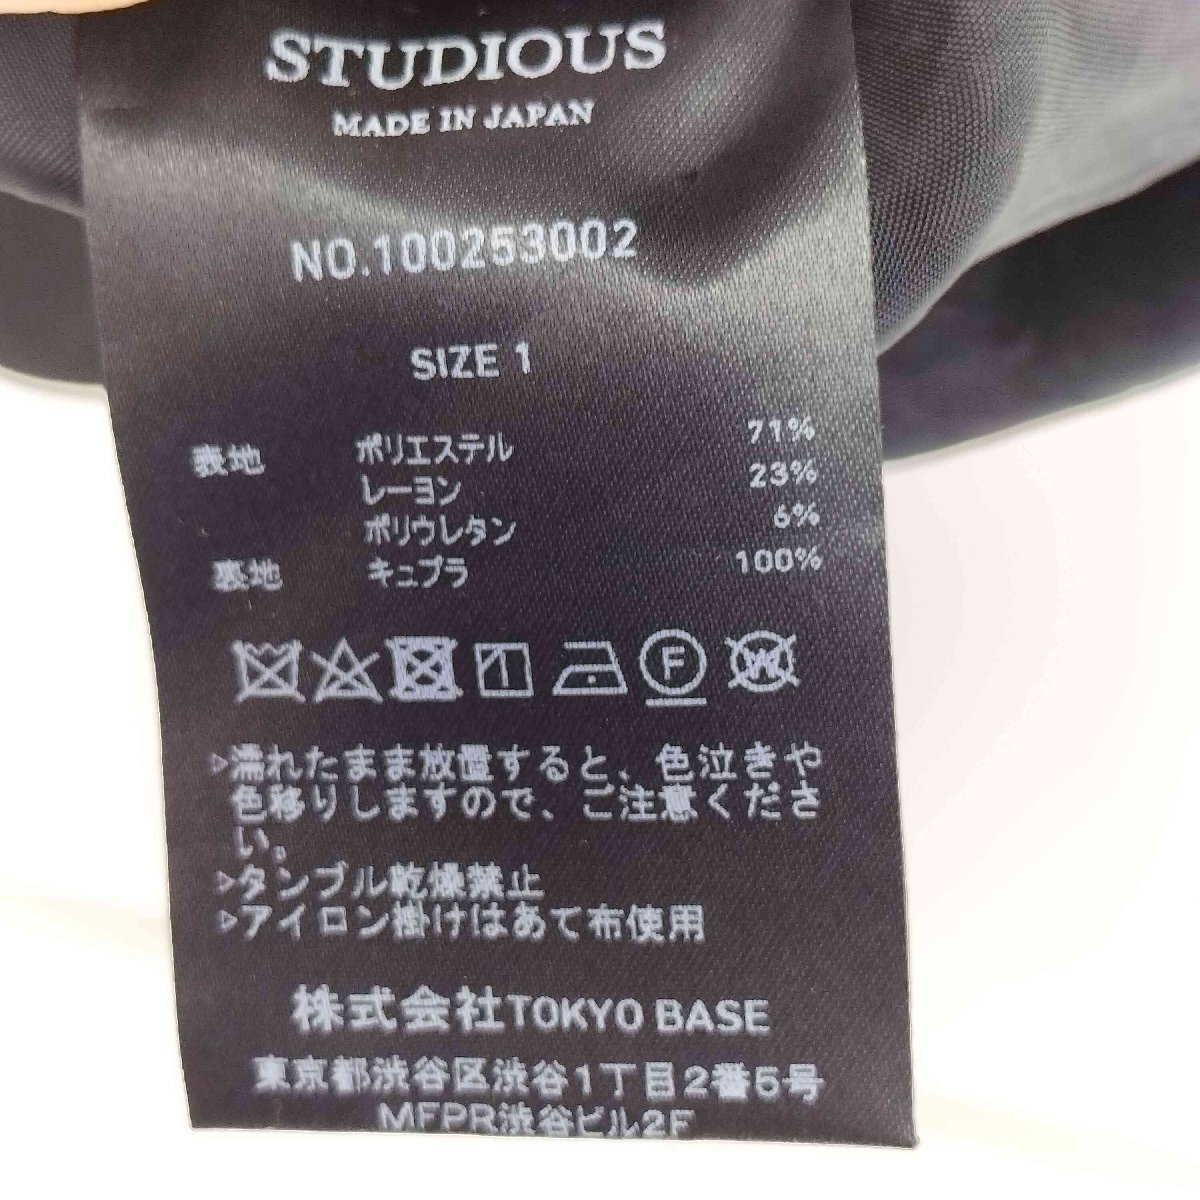 STUDIOUS
MADE IN JAPAN
NO.100253002
SIZE 1
表地 ポリエステル 71%
レーヨン 23%
ポリウレタン 6%
裏地 キュプラ 100%
F W
▷濡れたまま放置すると、色泣きや
色移りしますので、ご注意くださ
い。
▷タンブル乾燥禁止
▷アイロン掛けはあて布使用
株式会社TOKYO BASE
東京都渋谷区渋谷1丁目2番5号
MFPR渋谷ビル2F